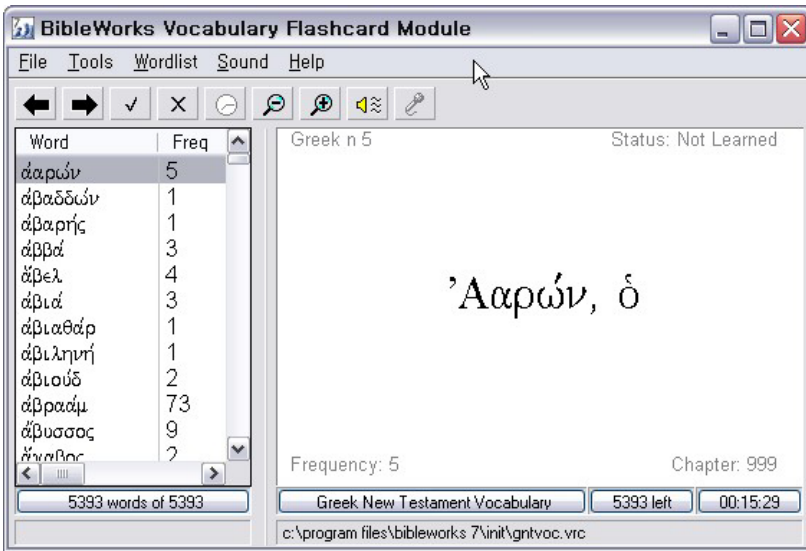 BibleWorks Vocabulary Flashcard Module
File Tools Wordlist Sound Help
Word Freq
ἀαρών 5
ἀβαδδών 1
ἀβαρής 1
ἀββά 3
ἄβελ 4
ἀβιά 3
ἀβιαθάρ 1
ἀβιληνή 1
ἀβιούδ 2
ἀβραάμ 73
ἄβυσσος 9
ἄγαβος 2
5393 words of 5393
Greek n 5 Status: Not Learned
Ἀαρών, ὁ
Frequency: 5 Chapter: 999
Greek New Testament Vocabulary 5393 left 00:15:29
c:\program files\bibleworks 7\init\gntvoc.vrc